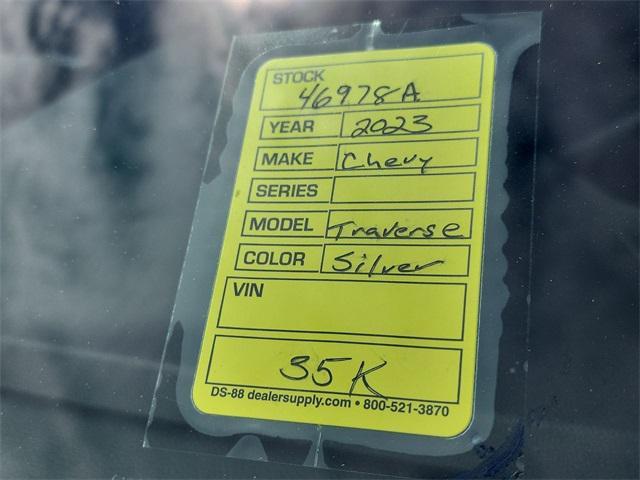 STOCK
46978A
YEAR 2023
MAKE Chevy
SERIES
MODEL Traverse
COLOR Silver
VIN
35K
DS-88 dealersupply.com • 800-521-3870